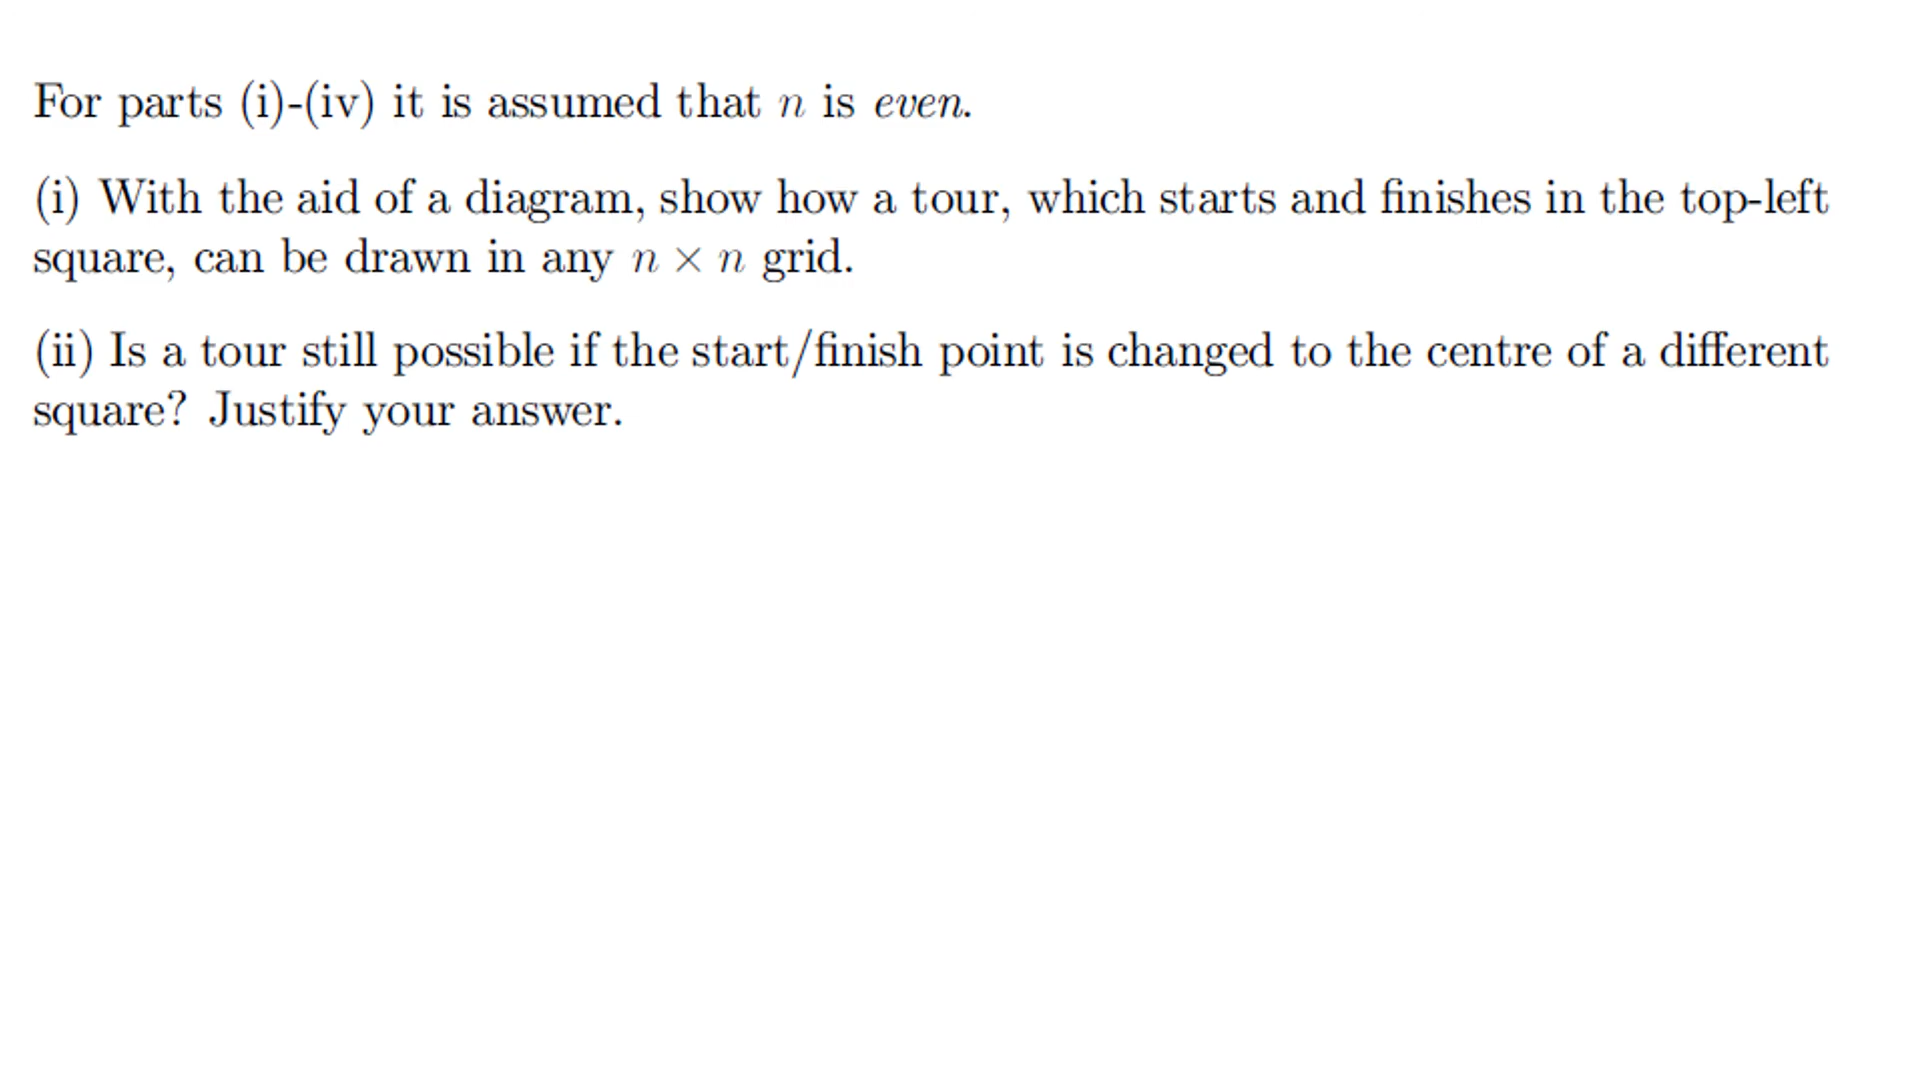 For parts (i)-(iv) it is assumed that n is even.
(i) With the aid of a diagram, show how a tour, which starts and finishes in the top-left
square, can be drawn in any n × n grid.
(ii) Is a tour still possible if the start/finish point is changed to the centre of a different
square? Justify your answer.